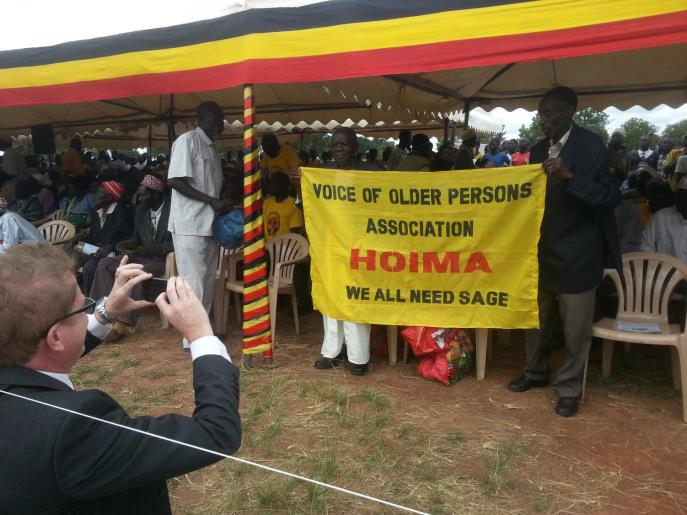 VOICE OF OLDER PERSONS
ASSOCIATION
HOIMA
WE ALL NEED SAGE